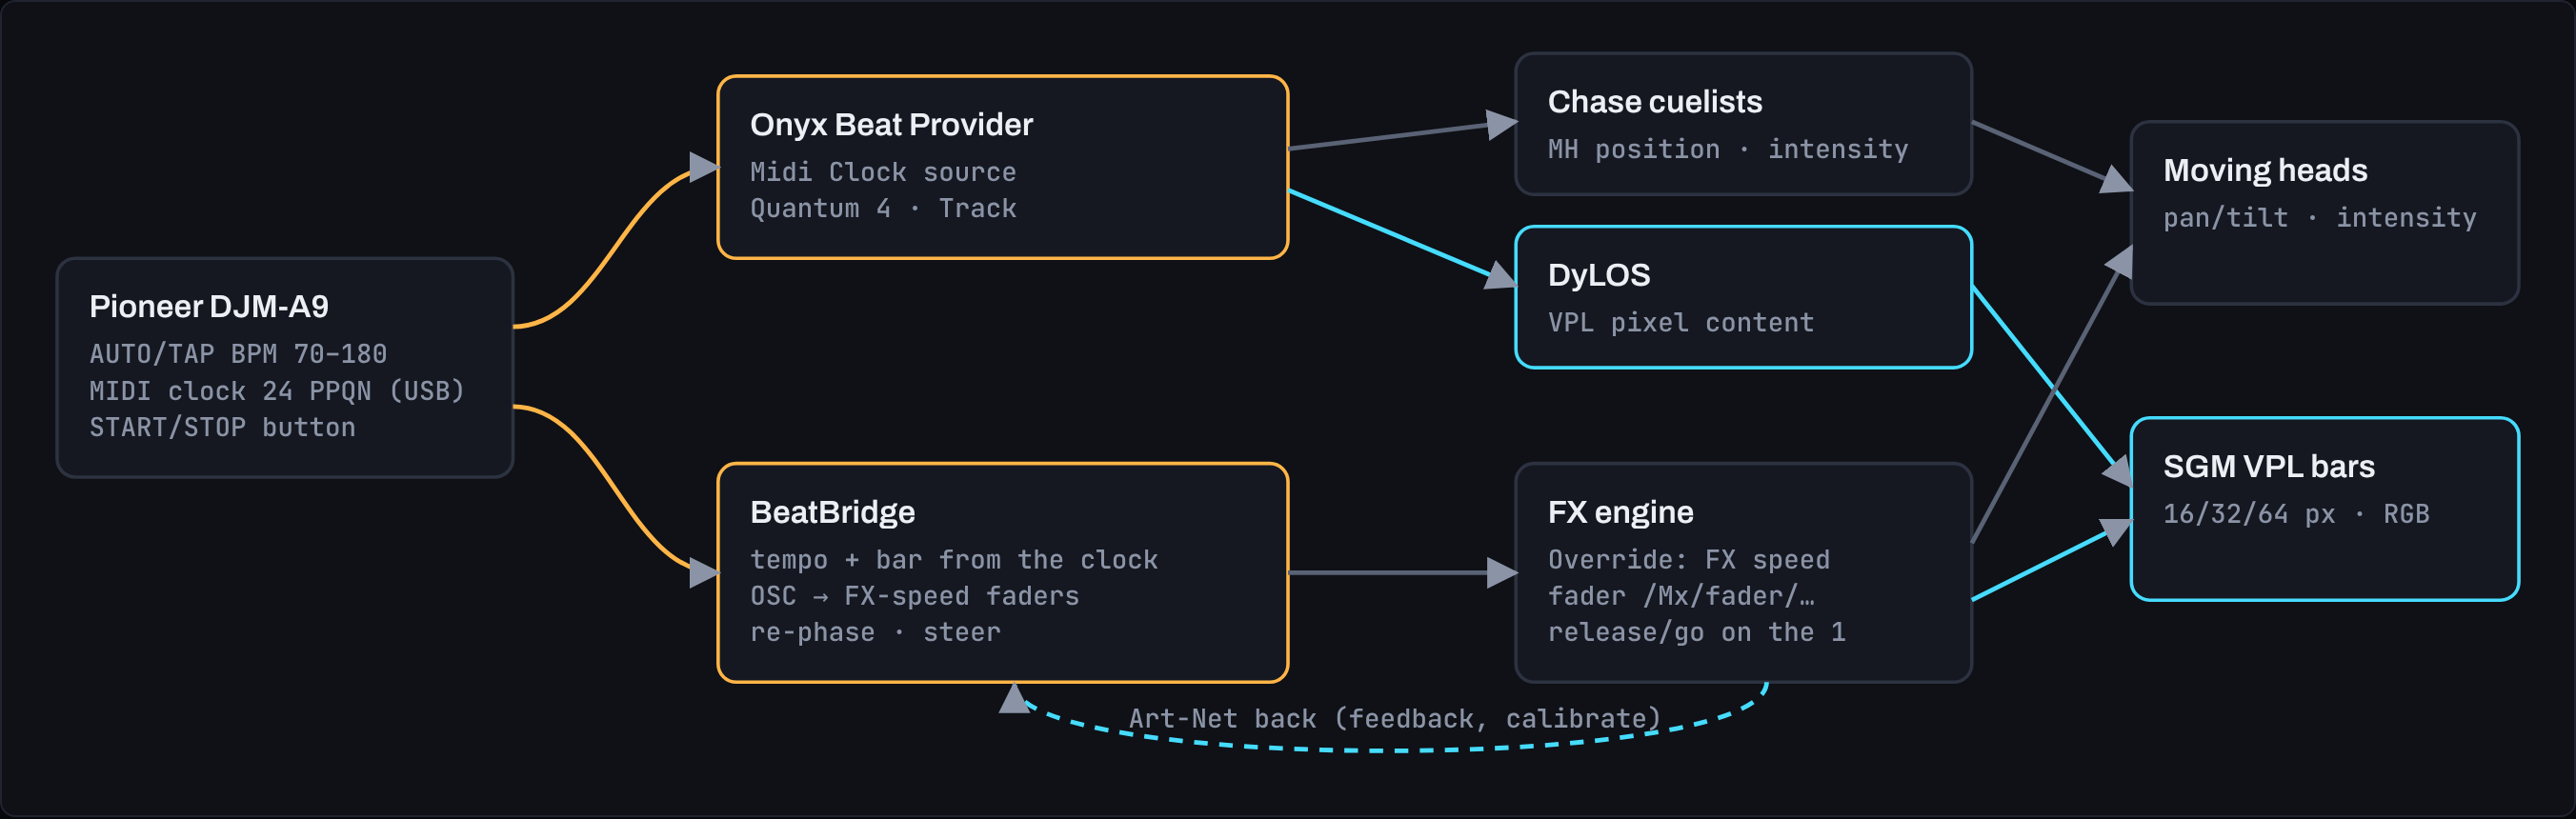 Pioneer DJM-A9
AUTO/TAP BPM 70–180
MIDI clock 24 PPQN (USB)
START/STOP button
Onyx Beat Provider
Midi Clock source
Quantum 4 · Track
BeatBridge
tempo + bar from the clock
OSC → FX-speed faders
re-phase · steer
Chase cuelists
MH position · intensity
DyLOS
VPL pixel content
FX engine
Override: FX speed
fader /Mx/fader/…
release/go on the 1
Art-Net back (feedback, calibrate)
Moving heads
pan/tilt · intensity
SGM VPL bars
16/32/64 px · RGB